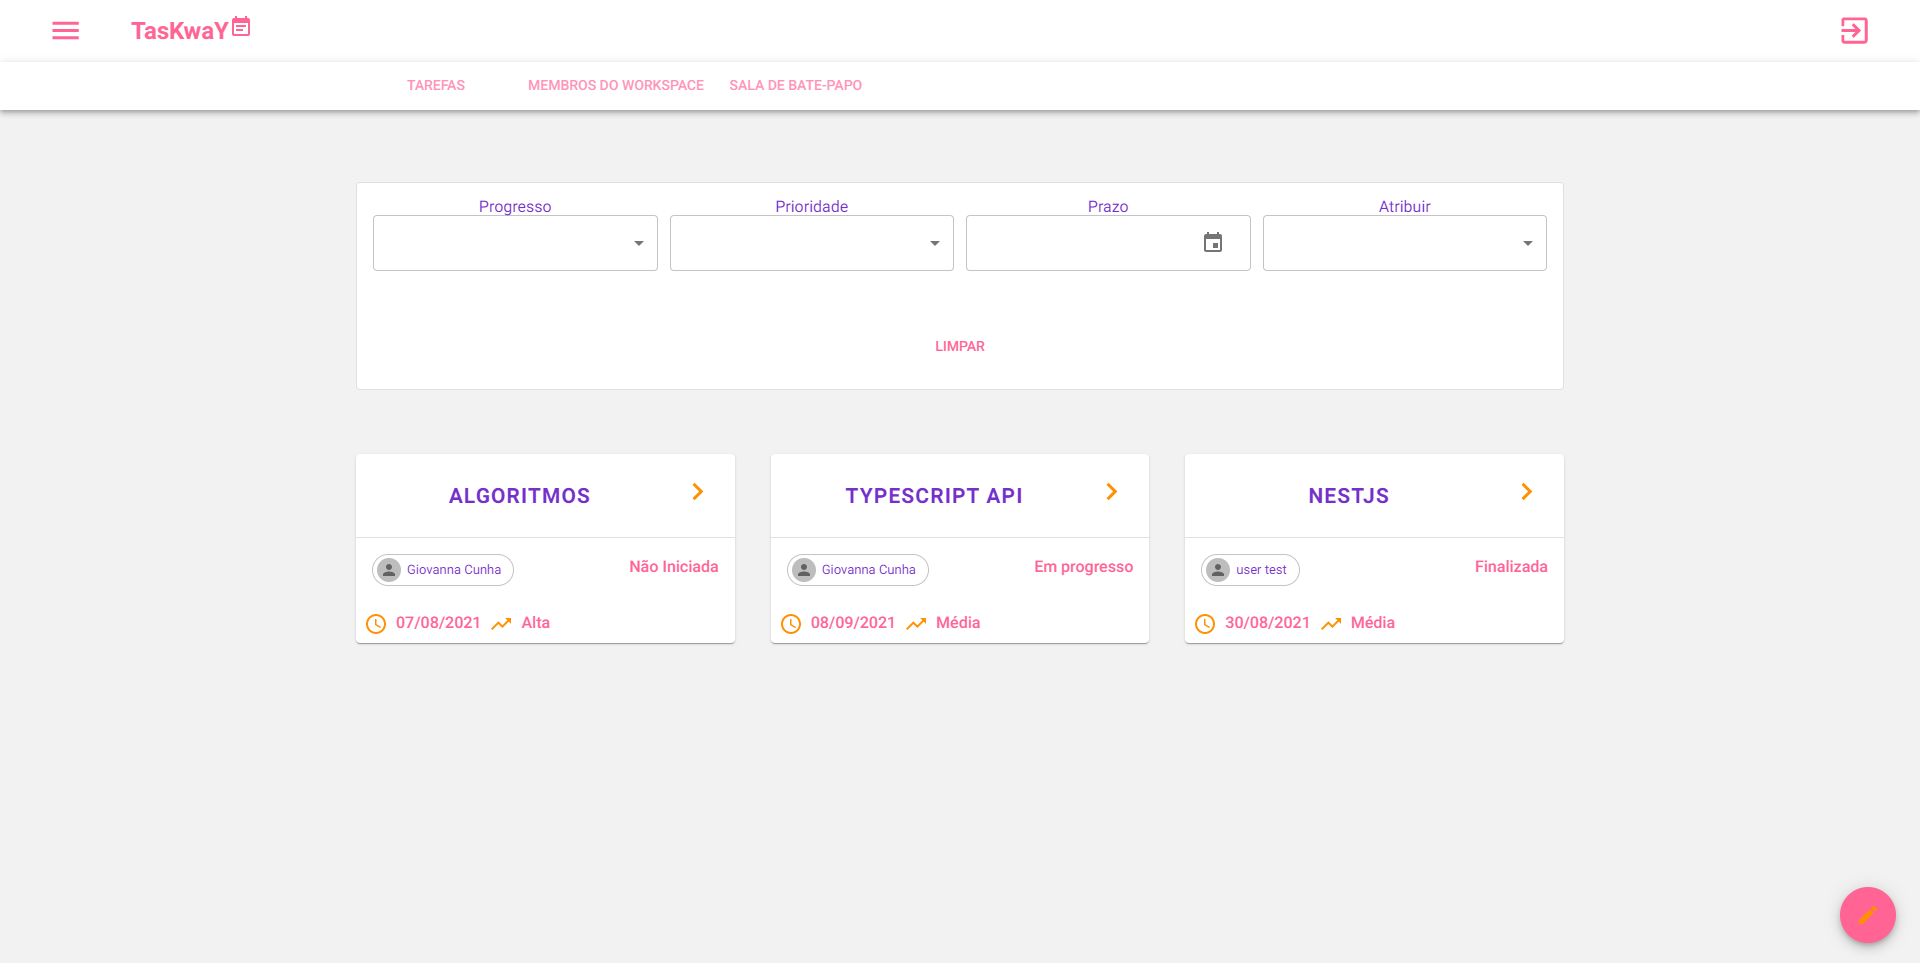 TasKwaY
TAREFAS MEMBROS DO WORKSPACE SALA DE BATE-PAPO
Progresso Prioridade Prazo Atribuir
LIMPAR
ALGORITMOS
Giovanna Cunha Não Iniciada
07/08/2021 Alta
TYPESCRIPT API
Giovanna Cunha Em progresso
08/09/2021 Média
NESTJS
user test Finalizada
30/08/2021 Média